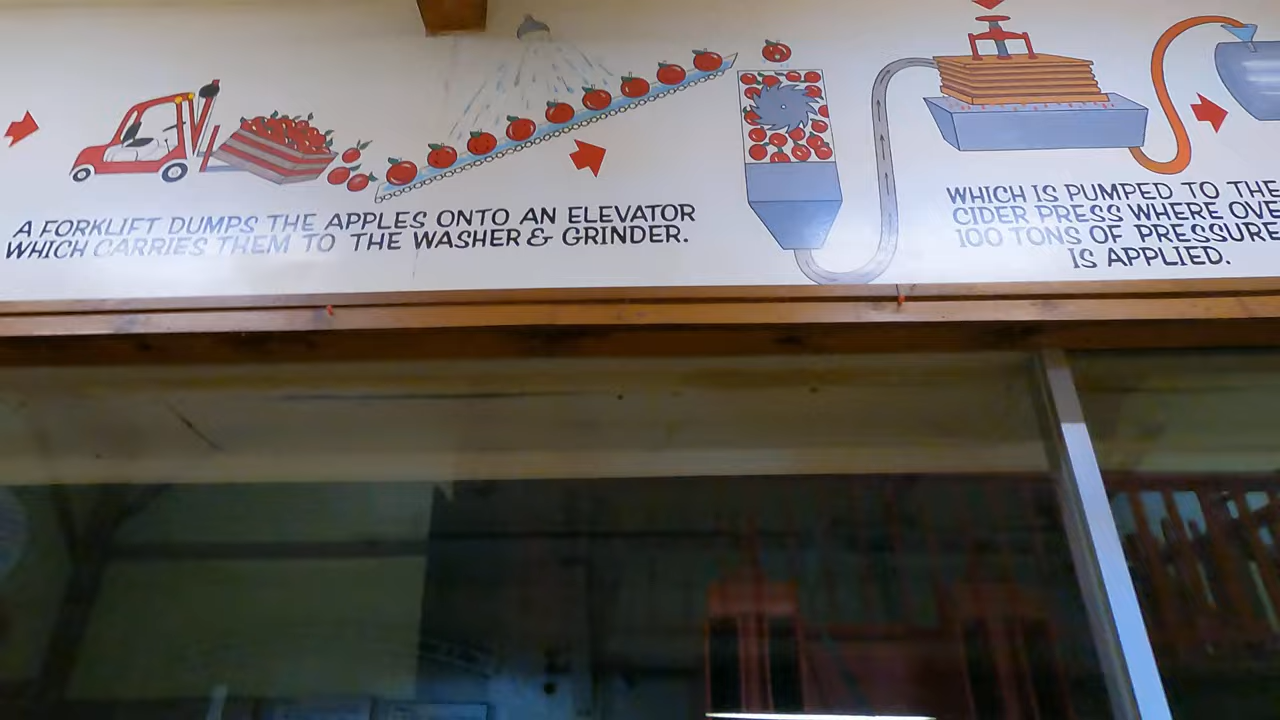 A FORKLIFT DUMPS THE APPLES ONTO AN ELEVATOR
WHICH CARRIES THEM TO THE WASHER & GRINDER.
WHICH IS PUMPED TO THE
CIDER PRESS WHERE OVE
100 TONS OF PRESSURE
IS APPLIED.